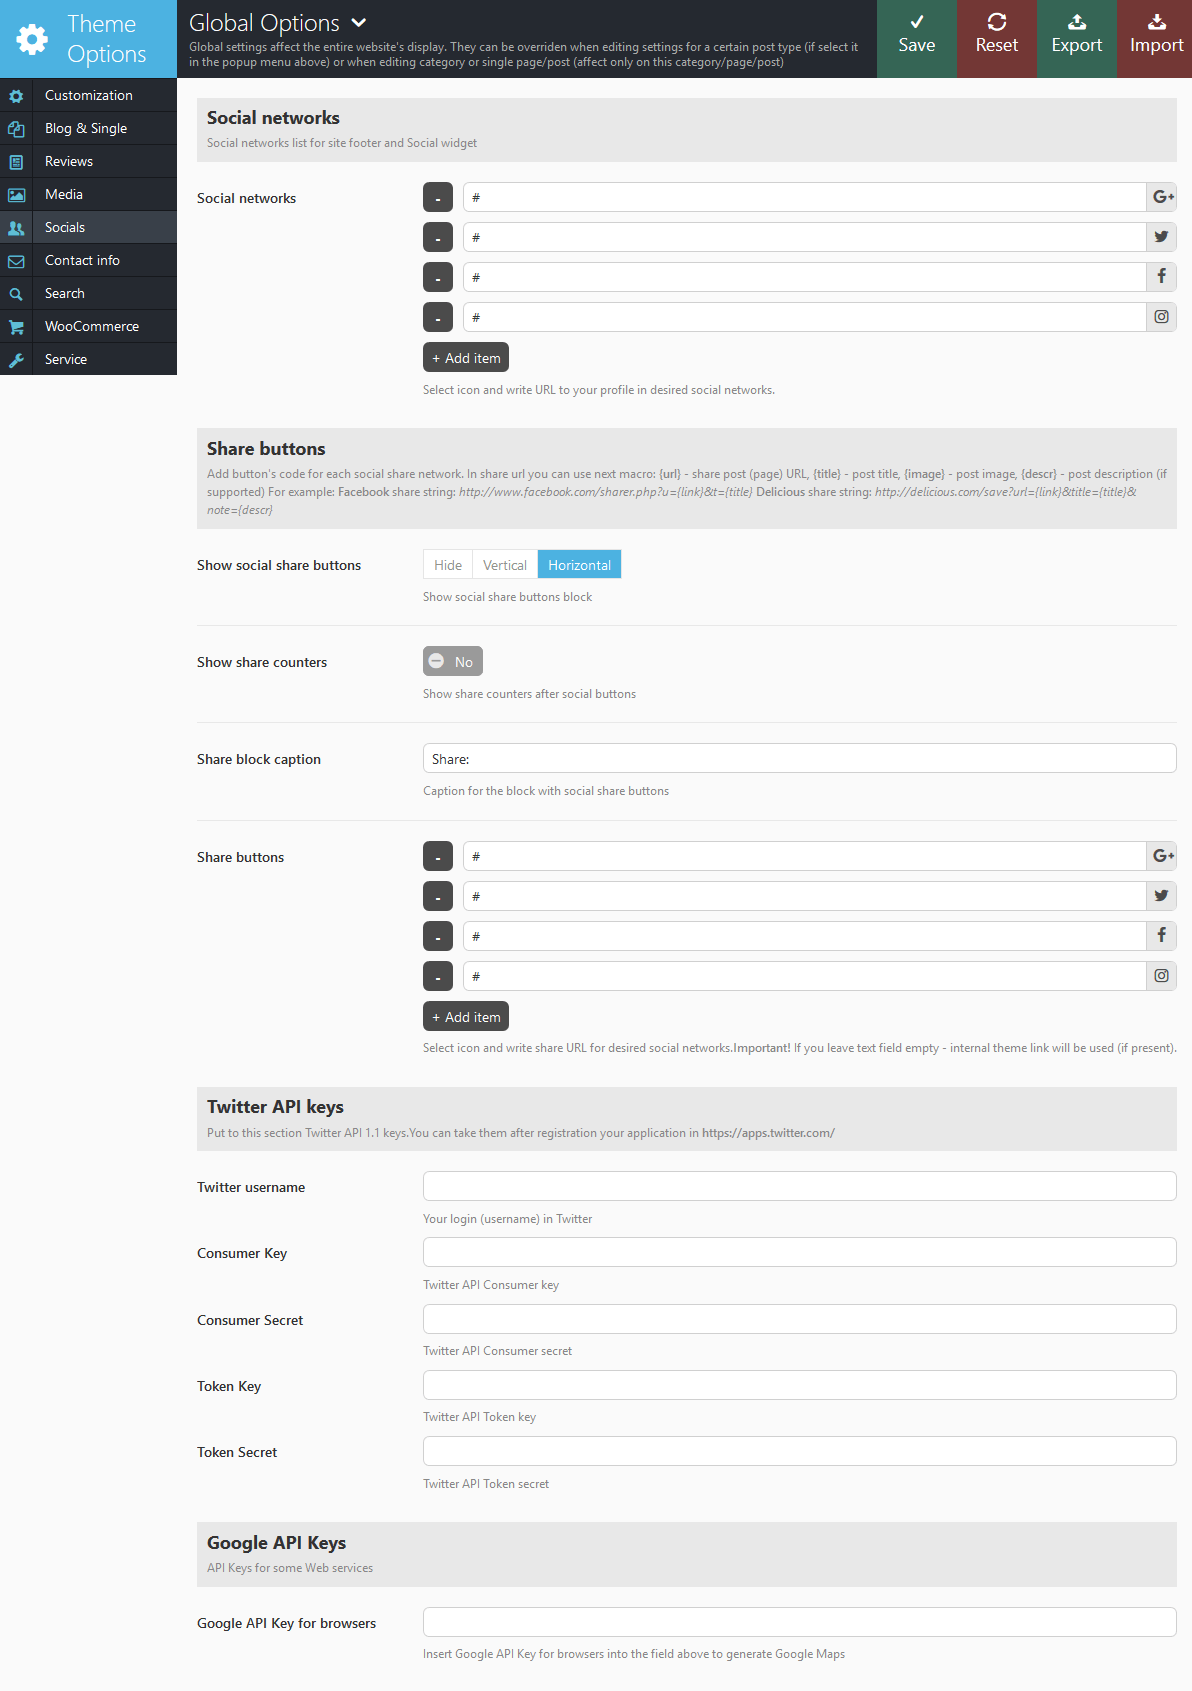 Theme
Options
Global Options
Global settings affect the entire website's display. They can be overriden when editing settings for a certain post type (if select it
in the popup menu above) or when editing category or single page/post (affect only on this category/page/post)
Save
Reset
Export
Import
Customization
Blog & Single
Reviews
Media
Socials
Contact info
Search
WooCommerce
Service
Social networks
Social networks list for site footer and Social widget
Social networks
- # G+
- #
- # f
- #
+ Add item
Select icon and write URL to your profile in desired social networks.
Share buttons
Add button's code for each social share network. In share url you can use next macro: {url} - share post (page) URL, {title} - post title, {image} - post image, {descr} - post description (if
supported) For example: Facebook share string: http://www.facebook.com/sharer.php?u={link}&t={title} Delicious share string: http://delicious.com/save?url={link}&title={title}&
note={descr}
Show social share buttons
Hide Vertical Horizontal
Show social share buttons block
Show share counters
No
Show share counters after social buttons
Share block caption
Share:
Caption for the block with social share buttons
Share buttons
- # G+
- #
- # f
- #
+ Add item
Select icon and write share URL for desired social networks.Important! If you leave text field empty - internal theme link will be used (if present).
Twitter API keys
Put to this section Twitter API 1.1 keys.You can take them after registration your application in https://apps.twitter.com/
Twitter username
Your login (username) in Twitter
Consumer Key
Twitter API Consumer key
Consumer Secret
Twitter API Consumer secret
Token Key
Twitter API Token key
Token Secret
Twitter API Token secret
Google API Keys
API Keys for some Web services
Google API Key for browsers
Insert Google API Key for browsers into the field above to generate Google Maps